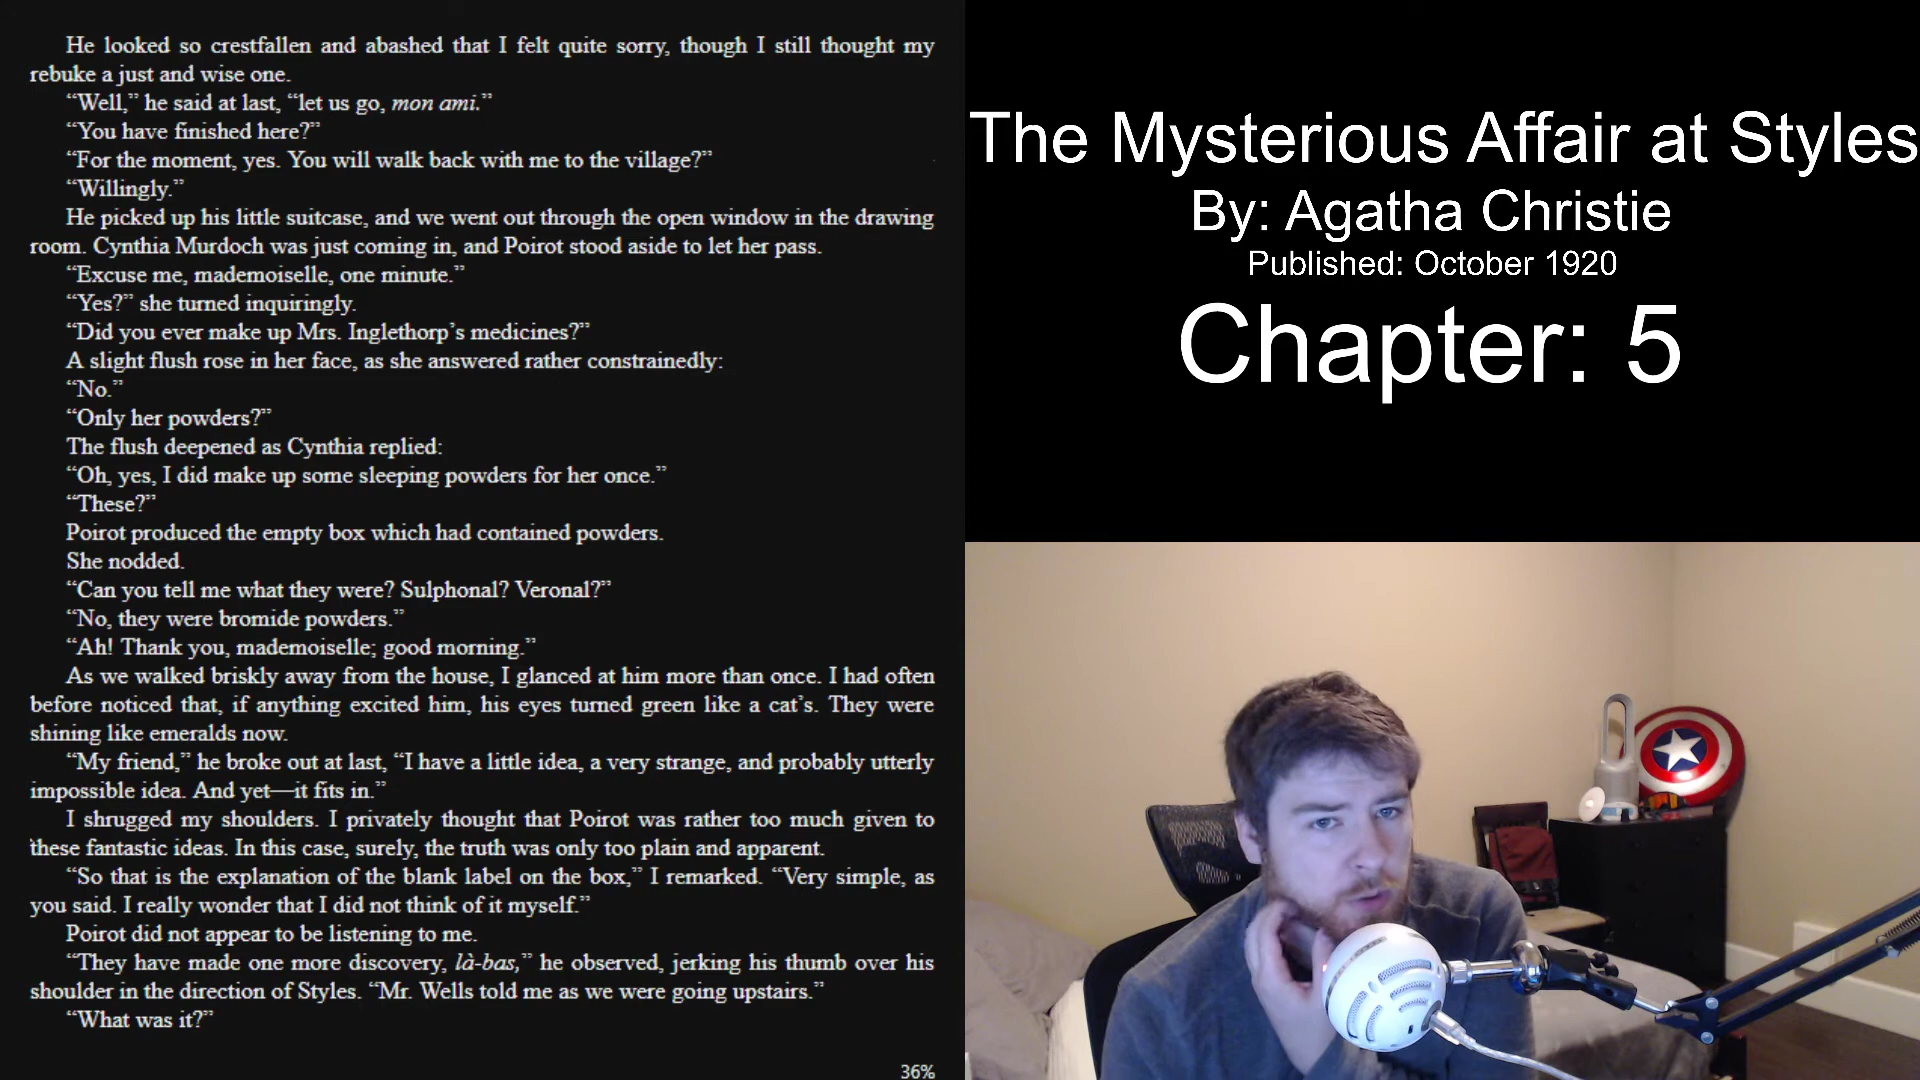 He looked so crestfallen and abashed that I felt quite sorry, though I still thought my
rebuke a just and wise one.
“Well,” he said at last, “let us go, mon ami.”
“You have finished here?”
“For the moment, yes. You will walk back with me to the village?”
“Willingly.”
He picked up his little suitcase, and we went out through the open window in the drawing
room. Cynthia Murdoch was just coming in, and Poirot stood aside to let her pass.
“Excuse me, mademoiselle, one minute.”
“Yes?” she turned inquiringly.
“Did you ever make up Mrs. Inglethorp’s medicines?”
A slight flush rose in her face, as she answered rather constrainedly:
“No.”
“Only her powders?”
The flush deepened as Cynthia replied:
“Oh, yes, I did make up some sleeping powders for her once.”
“These?”
Poirot produced the empty box which had contained powders.
She nodded.
“Can you tell me what they were? Sulphonal? Veronal?”
“No, they were bromide powders.”
“Ah! Thank you, mademoiselle; good morning.”
As we walked briskly away from the house, I glanced at him more than once. I had often
before noticed that, if anything excited him, his eyes turned green like a cat’s. They were
shining like emeralds now.
“My friend,” he broke out at last, “I have a little idea, a very strange, and probably utterly
impossible idea. And yet—it fits in.”
I shrugged my shoulders. I privately thought that Poirot was rather too much given to
these fantastic ideas. In this case, surely, the truth was only too plain and apparent.
“So that is the explanation of the blank label on the box,” I remarked. “Very simple, as
you said. I really wonder that I did not think of it myself.”
Poirot did not appear to be listening to me.
“They have made one more discovery, là-bas,” he observed, jerking his thumb over his
shoulder in the direction of Styles. “Mr. Wells told me as we were going upstairs.”
“What was it?”
36%
The Mysterious Affair at Styles
By: Agatha Christie
Published: October 1920
Chapter: 5